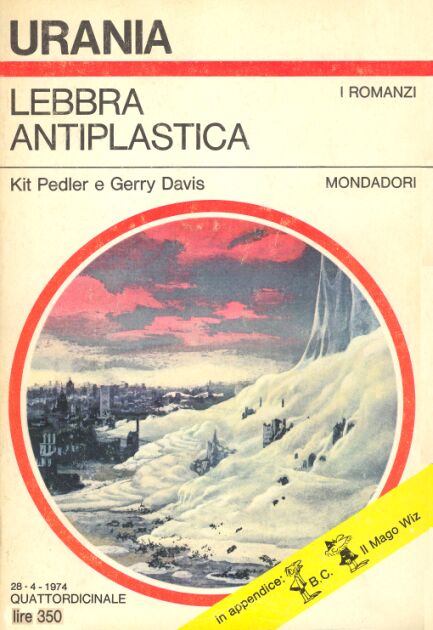 URANIA
LEBBRA
ANTIPLASTICA
I ROMANZI
Kit Pedler e Gerry Davis
MONDADORI
28 - 4 - 1974
QUATTORDICINALE
lire 350
in appendice:
B.C.
Il Mago Wiz